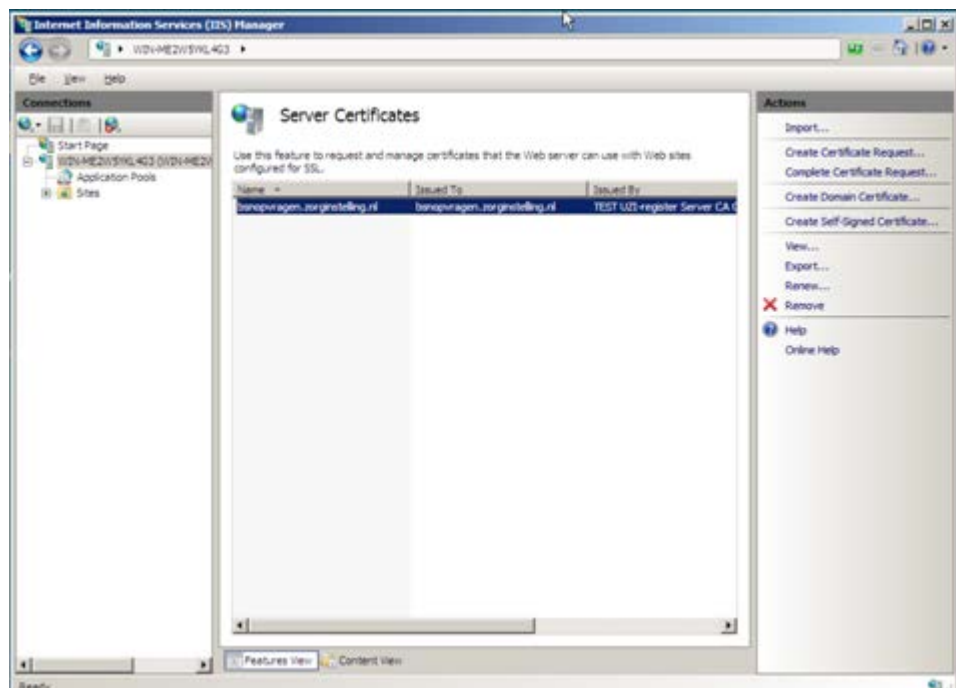 Internet Information Services (IIS) Manager
WIN-ME2W5YKL4G3
File View Help
Connections
Start Page
WIN-ME2W5YKL4G3 (WIN-ME2W
Application Pools
Sites
Server Certificates
Use this feature to request and manage certificates that the Web server can use with Web sites
configured for SSL.
Name Issued To Issued By
bsnopvragen.zorginstelling.nl bsnopvragen.zorginstelling.nl TEST UZI-register Server CA
Features View Content View
Actions
Import...
Create Certificate Request...
Complete Certificate Request...
Create Domain Certificate...
Create Self-Signed Certificate...
View...
Export...
Renew...
Remove
Help
Online Help
Ready